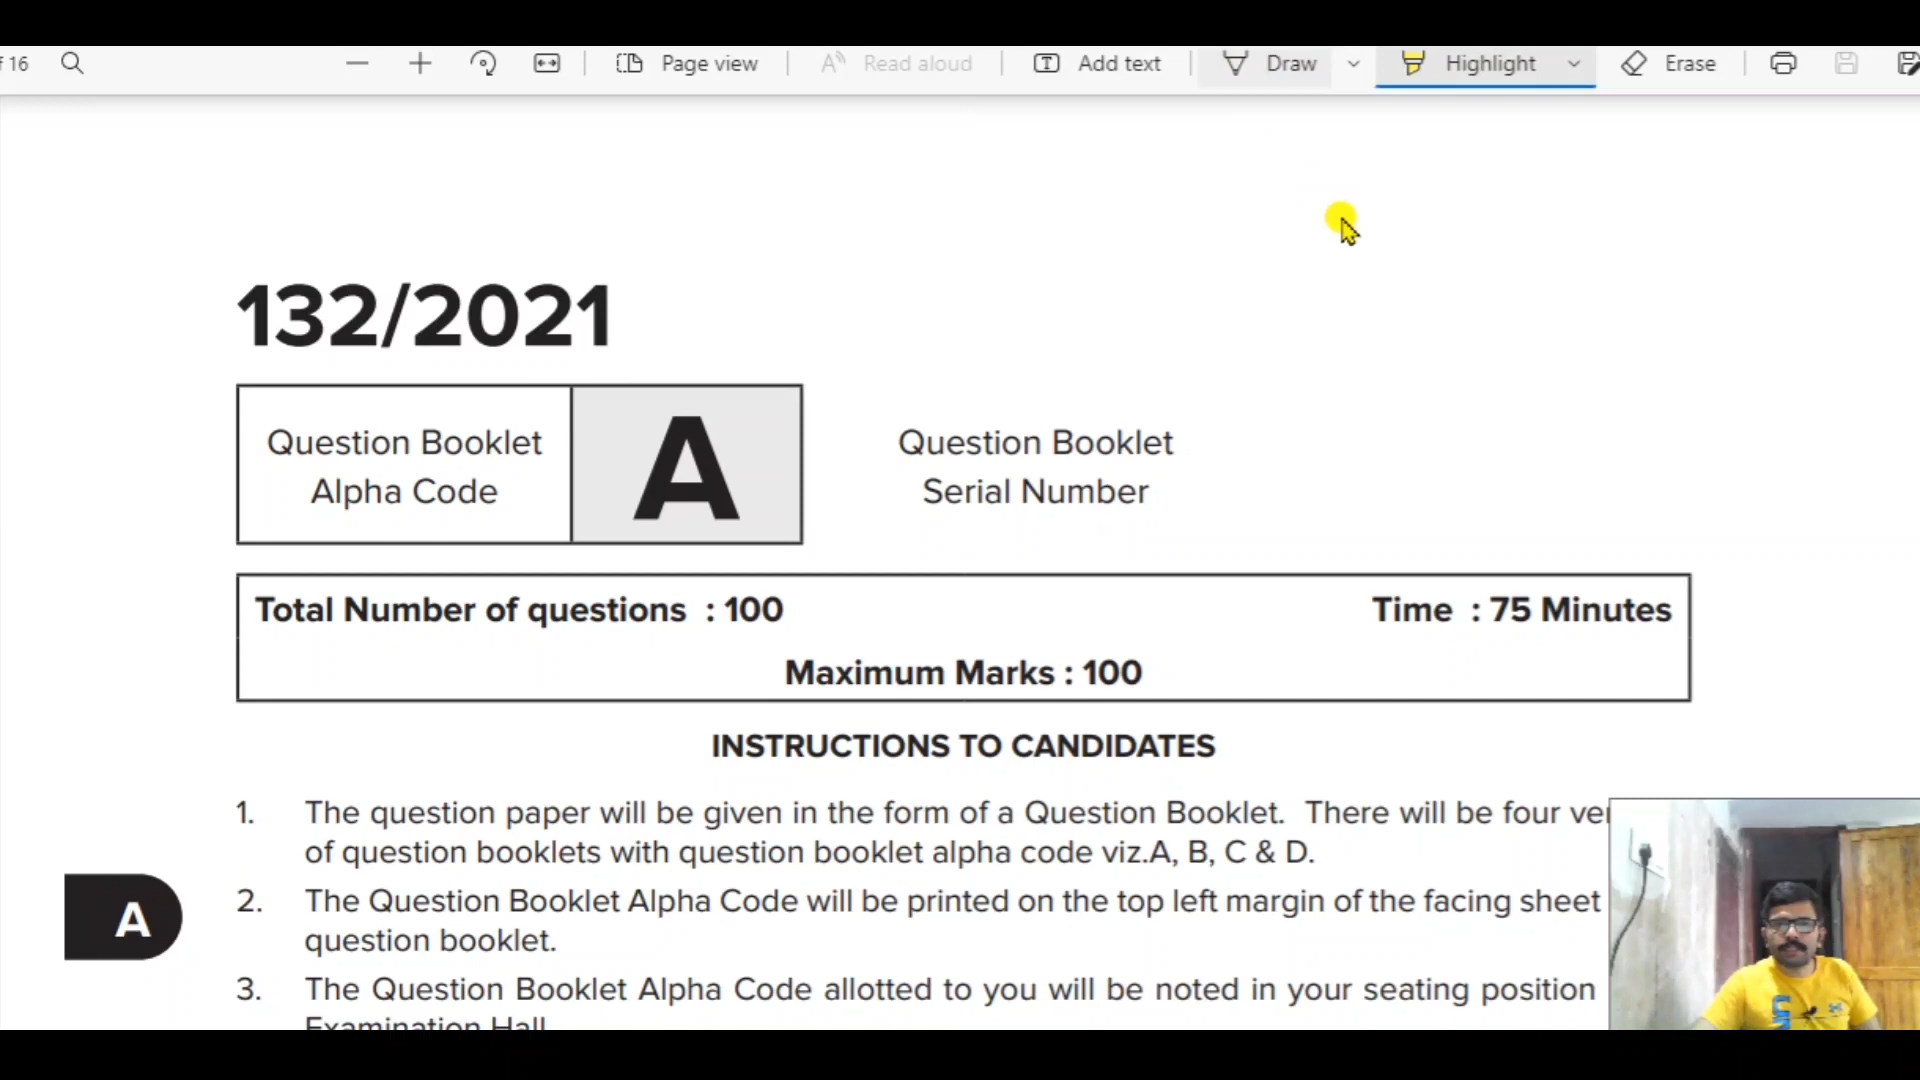 f 16
Page view
Read aloud
Add text
Draw
Highlight
Erase
132/2021
Question Booklet
Alpha Code
A
Question Booklet
Serial Number
Total Number of questions : 100
Time : 75 Minutes
Maximum Marks : 100
INSTRUCTIONS TO CANDIDATES
1. The question paper will be given in the form of a Question Booklet. There will be four ver
of question booklets with question booklet alpha code viz.A, B, C & D.
2. The Question Booklet Alpha Code will be printed on the top left margin of the facing sheet
question booklet.
A
3. The Question Booklet Alpha Code allotted to you will be noted in your seating position
Examination Hall.